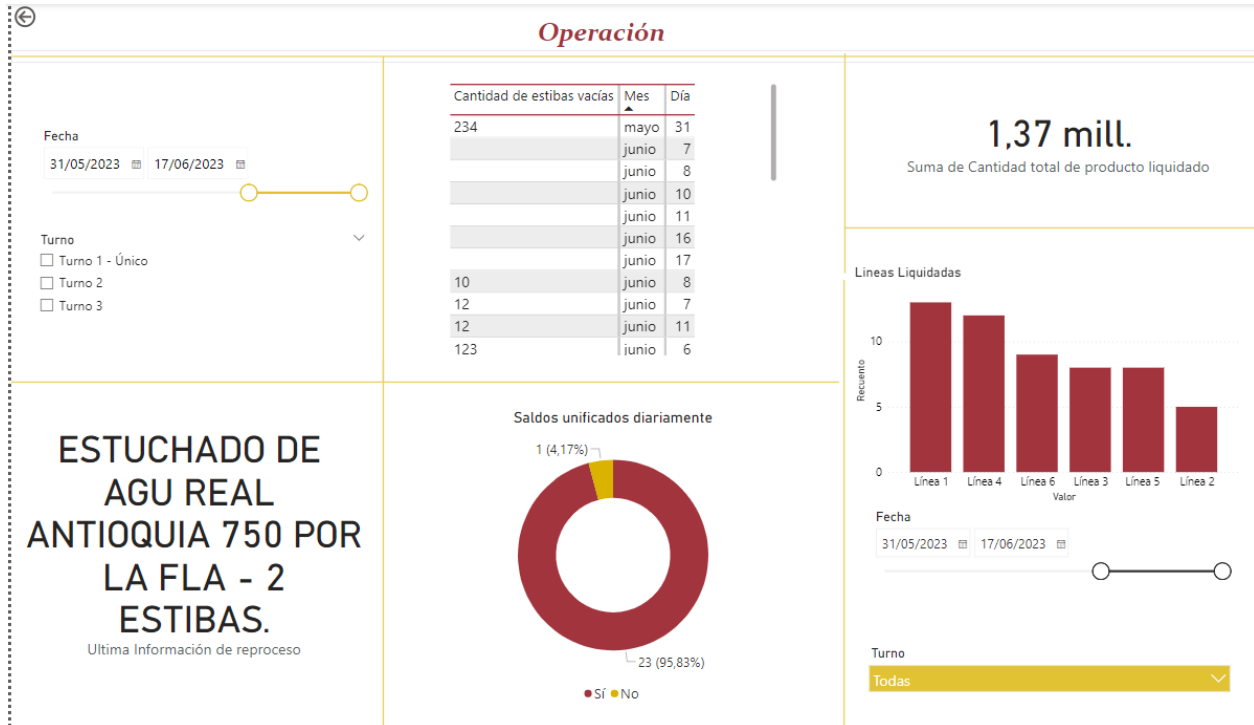 Operación
Fecha
31/05/2023 17/06/2023
Turno
Turno 1 - Único
Turno 2
Turno 3
Cantidad de estibas vacías Mes Día
234 mayo 31
junio 7
junio 8
junio 10
junio 11
junio 16
junio 17
10 junio 8
12 junio 7
12 junio 11
123 junio 6
1,37 mill.
Suma de Cantidad total de producto liquidado
Lineas Liquidadas
Recuento
10
5
0
Línea 1 Línea 4 Línea 6 Línea 3 Línea 5 Línea 2
Valor
Fecha
31/05/2023 17/06/2023
Turno
Todas
ESTUCHADO DE
AGU REAL
ANTIOQUIA 750 POR
LA FLA - 2
ESTIBAS.
Ultima Información de reproceso
Saldos unificados diariamente
1 (4,17%)
23 (95,83%)
Sí No